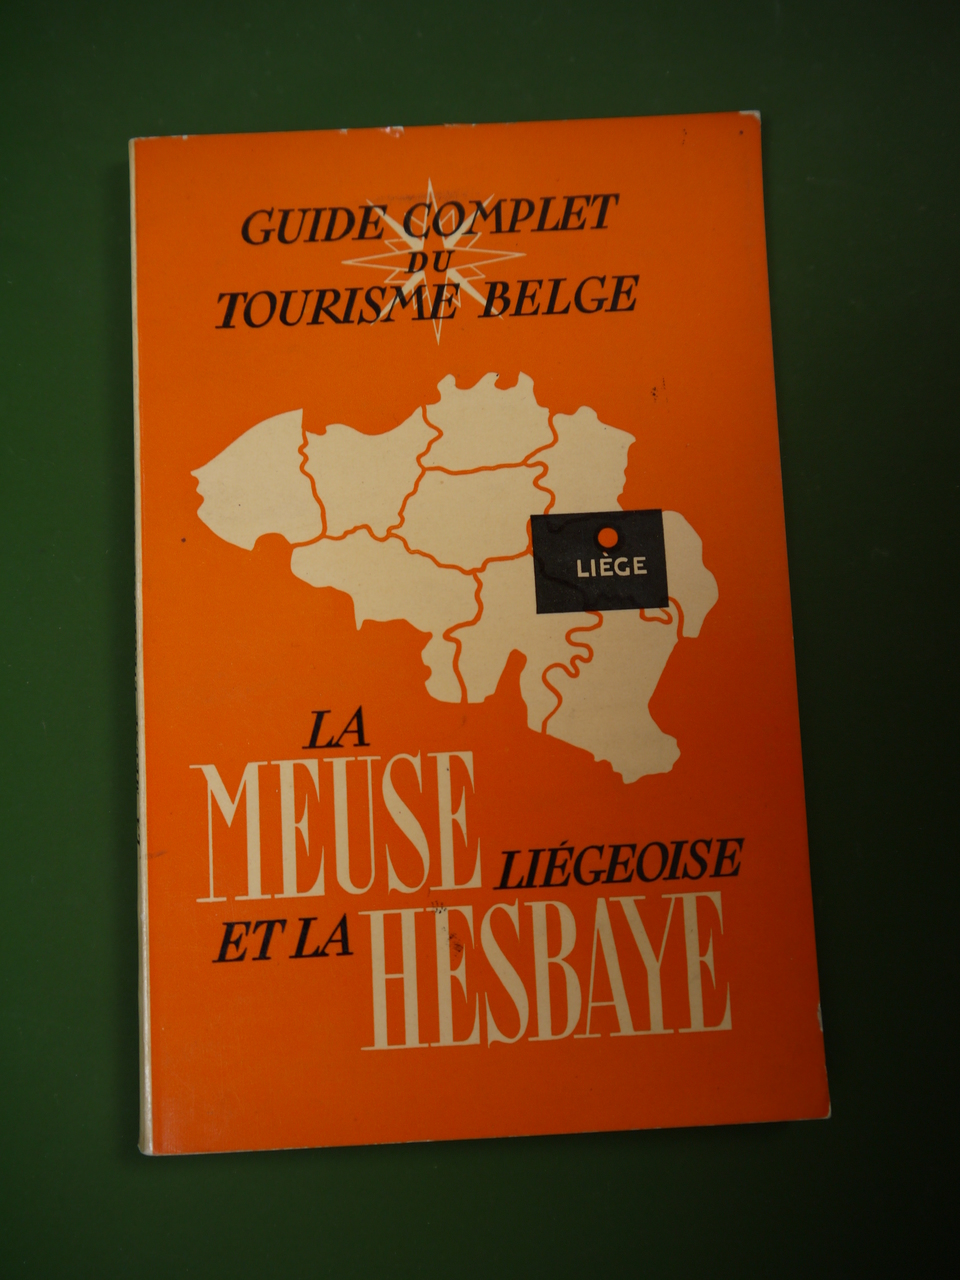 GUIDE COMPLET
DU
TOURISME BELGE
LIÈGE
LA
MEUSE
LIÉGEOISE
ET LA
HESBAYE